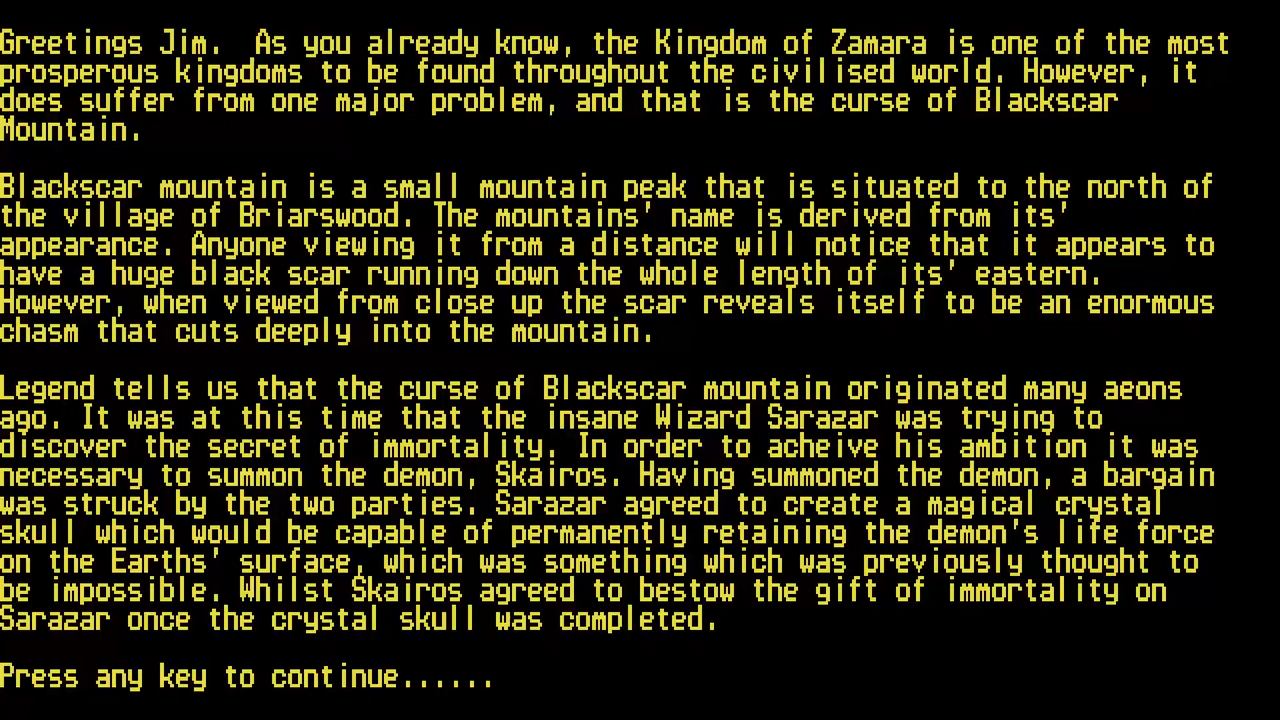 Greetings Jim.  As you already know, the Kingdom of Zamara is one of the most
prosperous kingdoms to be found throughout the civilised world. However, it
does suffer from one major problem, and that is the curse of Blackscar
Mountain.

Blackscar mountain is a small mountain peak that is situated to the north of
the village of Briarswood. The mountains' name is derived from its'
appearance. Anyone viewing it from a distance will notice that it appears to
have a huge black scar running down the whole length of its' eastern.
However, when viewed from close up the scar reveals itself to be an enormous
chasm that cuts deeply into the mountain.

Legend tells us that the curse of Blackscar mountain originated many aeons
ago. It was at this time that the insane Wizard Sarazar was trying to
discover the secret of immortality. In order to acheive his ambition it was
necessary to summon the demon, Skairos. Having summoned the demon, a bargain
was struck by the two parties. Sarazar agreed to create a magical crystal
skull which would be capable of permanently retaining the demon's life force
on the Earths' surface, which was something which was previously thought to
be impossible. Whilst Skairos agreed to bestow the gift of immortality on
Sarazar once the crystal skull was completed.

Press any key to continue......